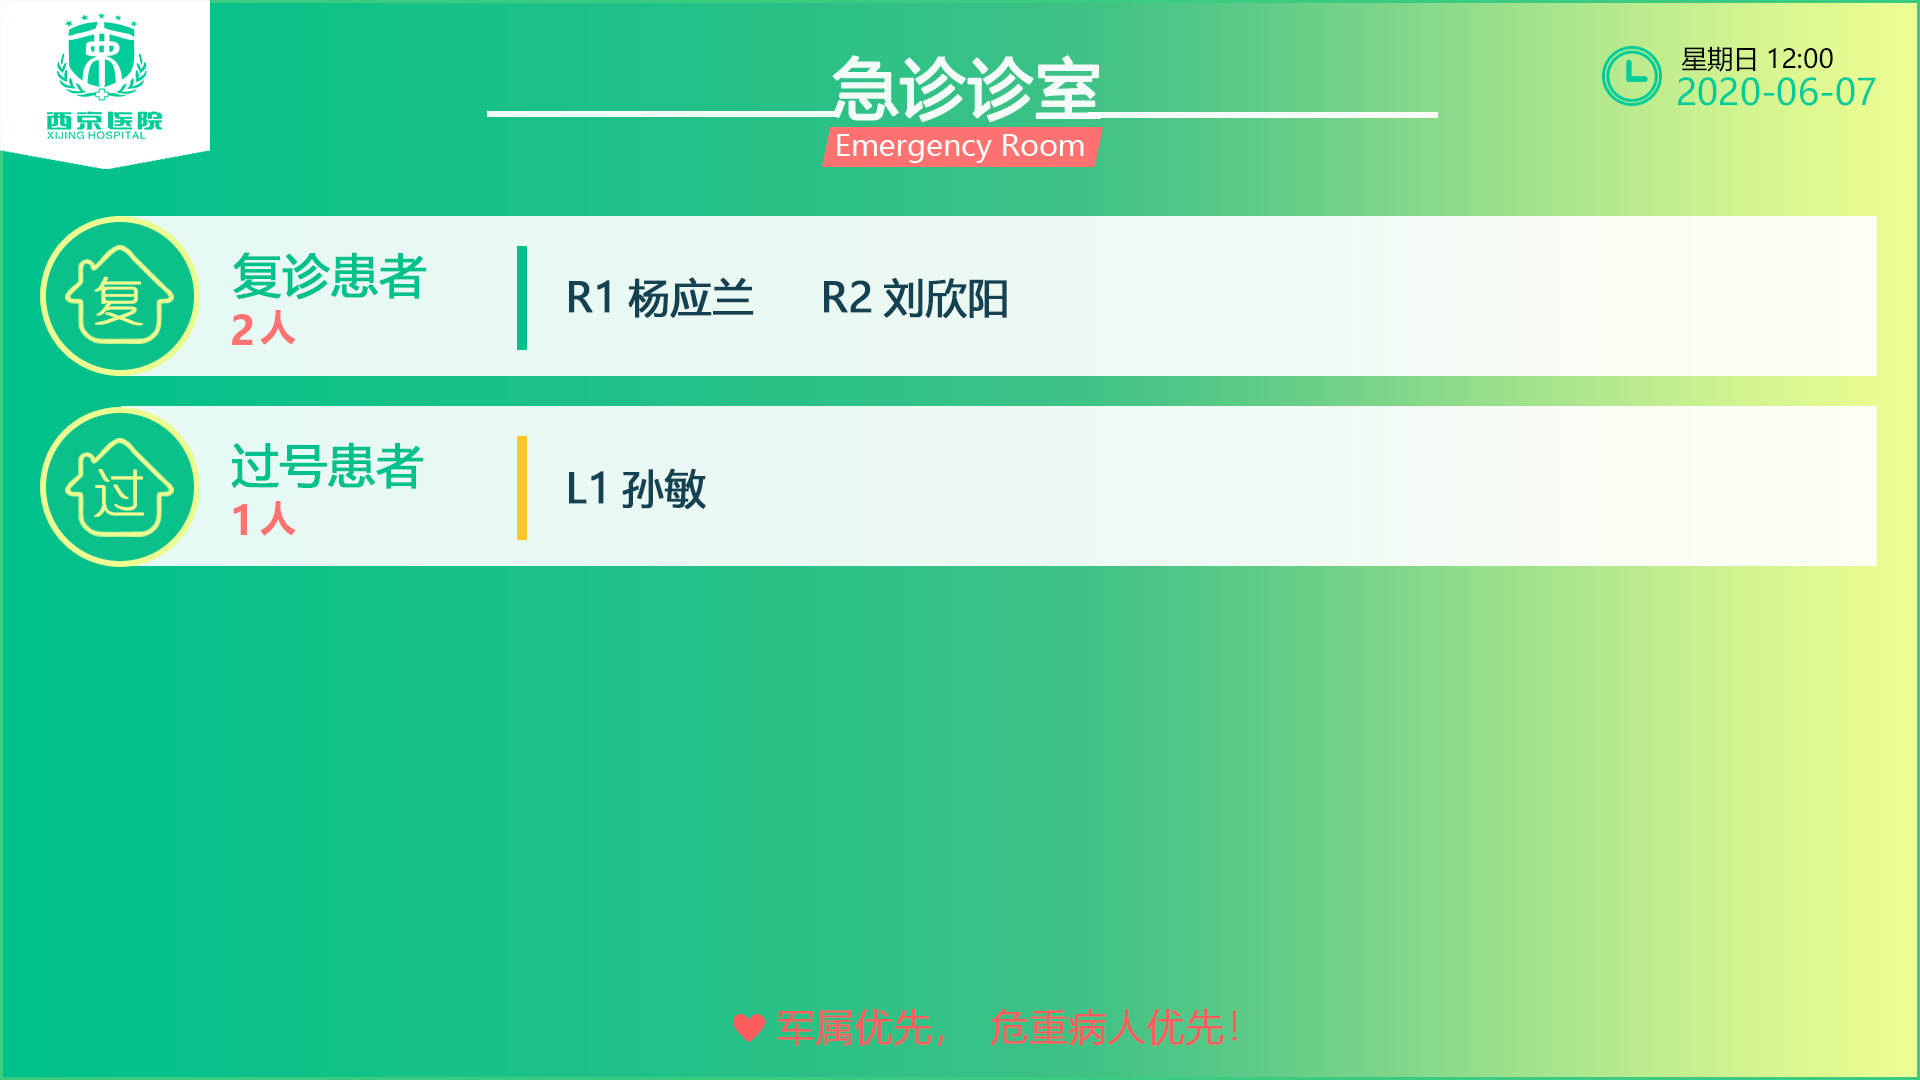 西京医院
XIJING HOSPITAL
急诊诊室
Emergency Room
星期日 12:00
2020-06-07
复
复诊患者
2人
R1 杨应兰 R2 刘欣阳
过
过号患者
1人
L1 孙敏
军属优先， 危重病人优先！